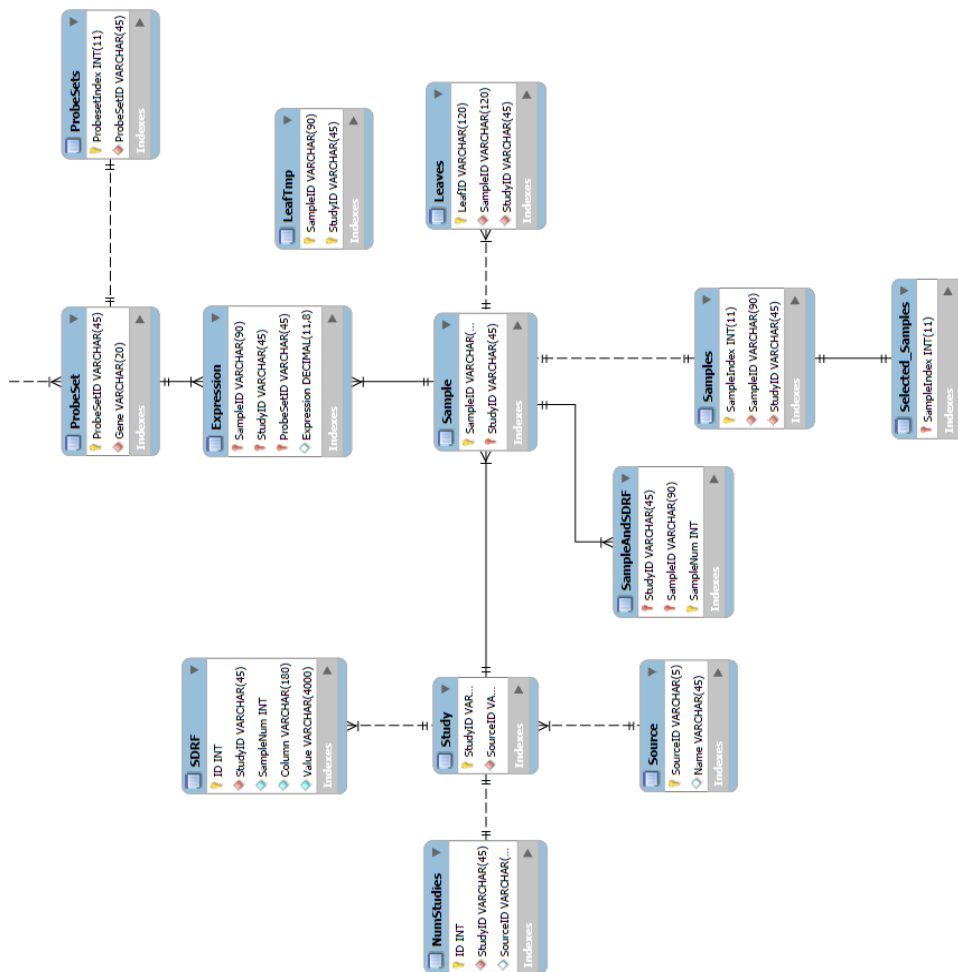 ProbeSets
ProbesetIndex INT(11)
ProbeSetID VARCHAR(45)
Indexes
ProbeSet
ProbeSetID VARCHAR(45)
Gene VARCHAR(20)
Indexes
LeafTmp
SampleID VARCHAR(90)
StudyID VARCHAR(45)
Indexes
Expression
SampleID VARCHAR(90)
StudyID VARCHAR(45)
ProbeSetID VARCHAR(45)
Expression DECIMAL(11,8)
Indexes
Leaves
LeafID VARCHAR(120)
SampleID VARCHAR(120)
StudyID VARCHAR(45)
Indexes
Sample
SampleID VARCHAR(...
StudyID VARCHAR(45)
Indexes
Samples
SampleIndex INT(11)
SampleID VARCHAR(90)
StudyID VARCHAR(45)
Indexes
Selected_Samples
SampleIndex INT(11)
Indexes
SampleAndSDRF
StudyID VARCHAR(45)
SampleID VARCHAR(90)
SampleNum INT
Indexes
SDRF
ID INT
StudyID VARCHAR(45)
SampleNum INT
Column VARCHAR(180)
Value VARCHAR(4000)
Indexes
Study
StudyID VAR...
SourceID VA...
Indexes
Source
SourceID VARCHAR(5)
Name VARCHAR(45)
Indexes
NumStudies
ID INT
StudyID VARCHAR(45)
SourceID VARCHAR(...
Indexes